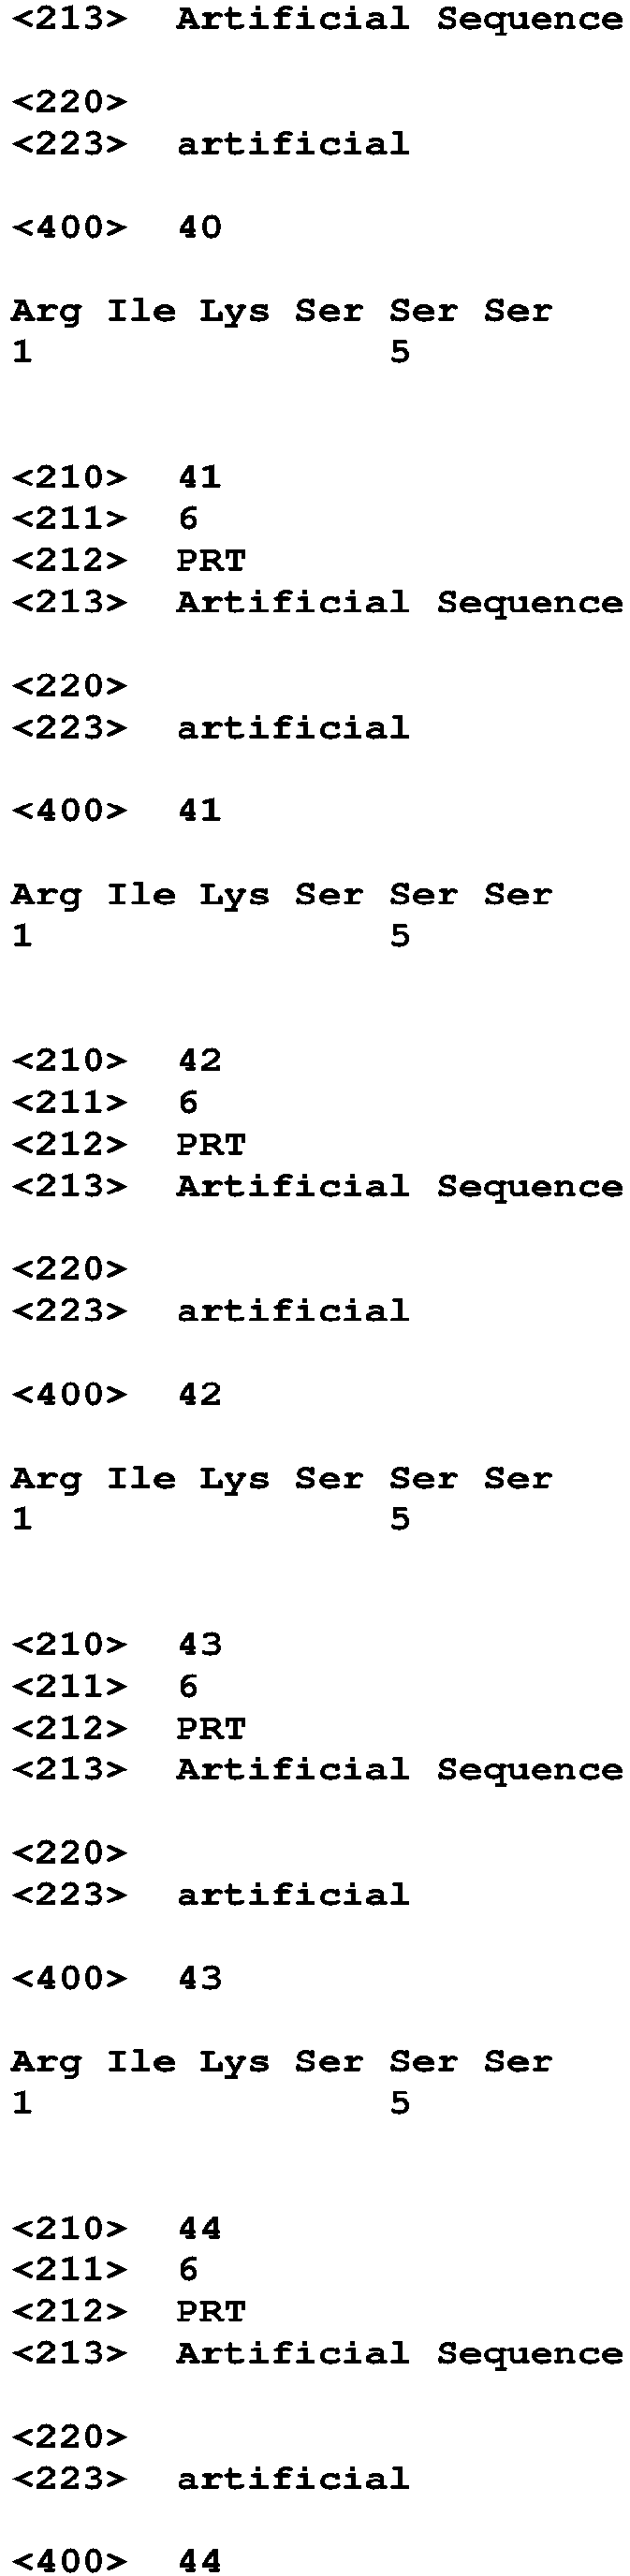 <213>  Artificial Sequence
<220>
<223>  artificial
<400>  40
Arg Ile Lys Ser Ser Ser
1               5
<210>  41
<211>  6
<212>  PRT
<213>  Artificial Sequence
<220>
<223>  artificial
<400>  41
Arg Ile Lys Ser Ser Ser
1               5
<210>  42
<211>  6
<212>  PRT
<213>  Artificial Sequence
<220>
<223>  artificial
<400>  42
Arg Ile Lys Ser Ser Ser
1               5
<210>  43
<211>  6
<212>  PRT
<213>  Artificial Sequence
<220>
<223>  artificial
<400>  43
Arg Ile Lys Ser Ser Ser
1               5
<210>  44
<211>  6
<212>  PRT
<213>  Artificial Sequence
<220>
<223>  artificial
<400>  44